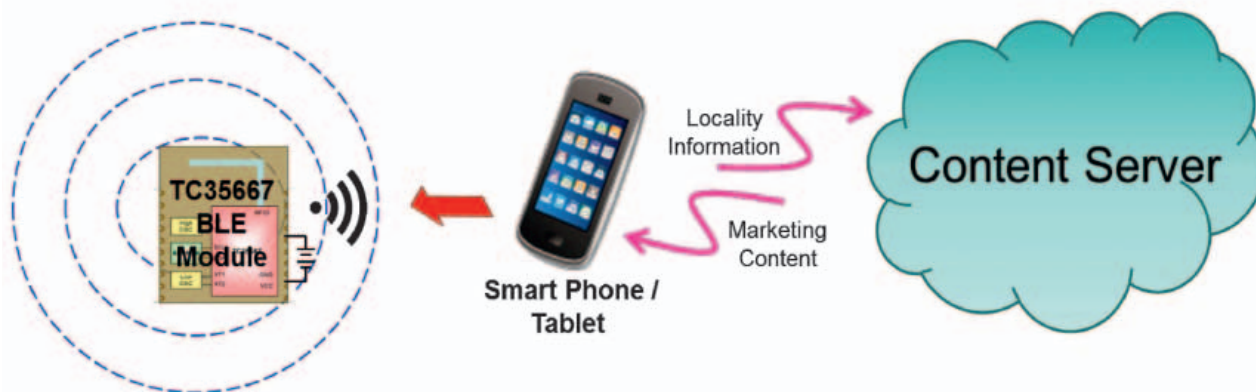 TC35667
BLE
Module
Smart Phone /
Tablet
Locality
Information
Marketing
Content
Content Server